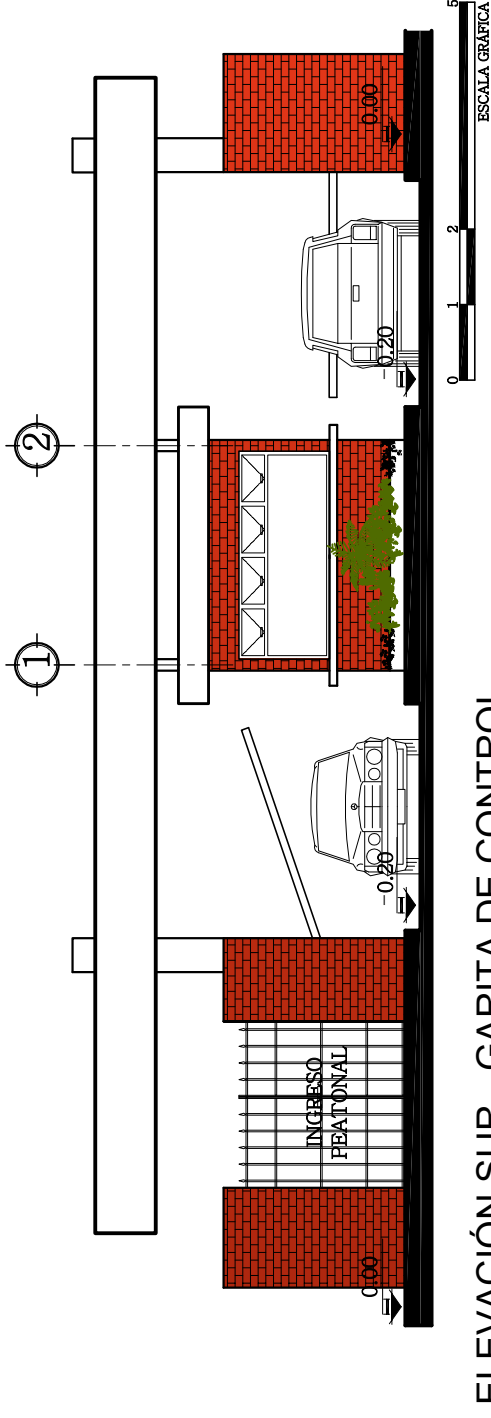 1
2
INGRESO
PEATONAL
0.00
-0.20
-0.20
0.00
ELEVACIÓN SUR - GARITA DE CONTROL
0 1 2 5
ESCALA GRÁFICA